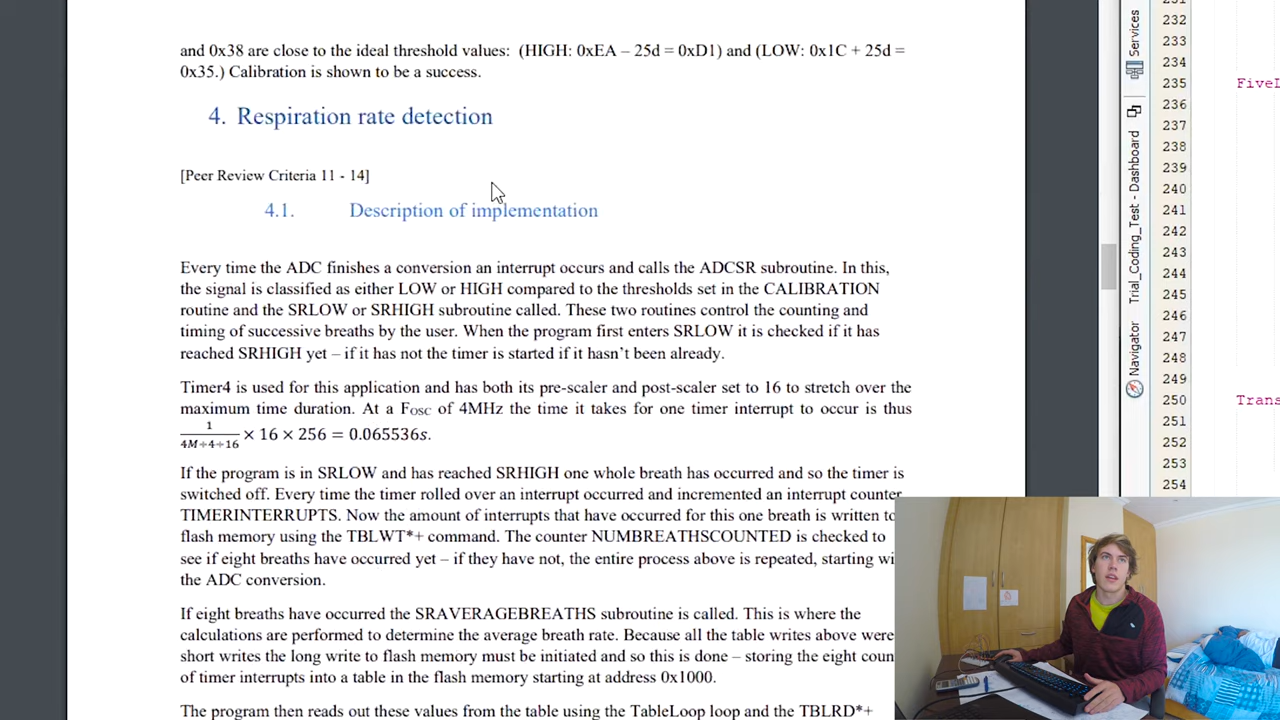 and 0x38 are close to the ideal threshold values: (HIGH: 0xEA – 25d = 0xD1) and (LOW: 0x1C + 25d =
0x35.) Calibration is shown to be a success.
4. Respiration rate detection
[Peer Review Criteria 11 - 14]
4.1. Description of implementation
Every time the ADC finishes a conversion an interrupt occurs and calls the ADCSR subroutine. In this,
the signal is classified as either LOW or HIGH compared to the thresholds set in the CALIBRATION
routine and the SRLOW or SRHIGH subroutine called. These two routines control the counting and
timing of successive breaths by the user. When the program first enters SRLOW it is checked if it has
reached SRHIGH yet – if it has not the timer is started if it hasn't been already.
Timer4 is used for this application and has both its pre-scaler and post-scaler set to 16 to stretch over the
maximum time duration. At a FOSC of 4MHz the time it takes for one timer interrupt to occur is thus
1
4M÷4÷16 × 16 × 256 = 0.065536s.
If the program is in SRLOW and has reached SRHIGH one whole breath has occurred and so the timer is
switched off. Every time the timer rolled over an interrupt occurred and incremented an interrupt counter
TIMERINTERRUPTS. Now the amount of interrupts that have occurred for this one breath is written to
flash memory using the TBLWT*+ command. The counter NUMBREATHSCOUNTED is checked to
see if eight breaths have occurred yet – if they have not, the entire process above is repeated, starting wi
the ADC conversion.
If eight breaths have occurred the SRAVERAGEBREATHS subroutine is called. This is where the
calculations are performed to determine the average breath rate. Because all the table writes above were
short writes the long write to flash memory must be initiated and so this is done – storing the eight coun
of timer interrupts into a table in the flash memory starting at address 0x1000.
The program then reads out these values from the table using the TableLoop loop and the TBLRD*+
Services
Trial_Coding_Test - Dashboard
Navigator
232
233
234
235 FiveL
236
237
238
239
240
241
242
243
244
245
246
247
248
249
250 Trans
251
252
253
254